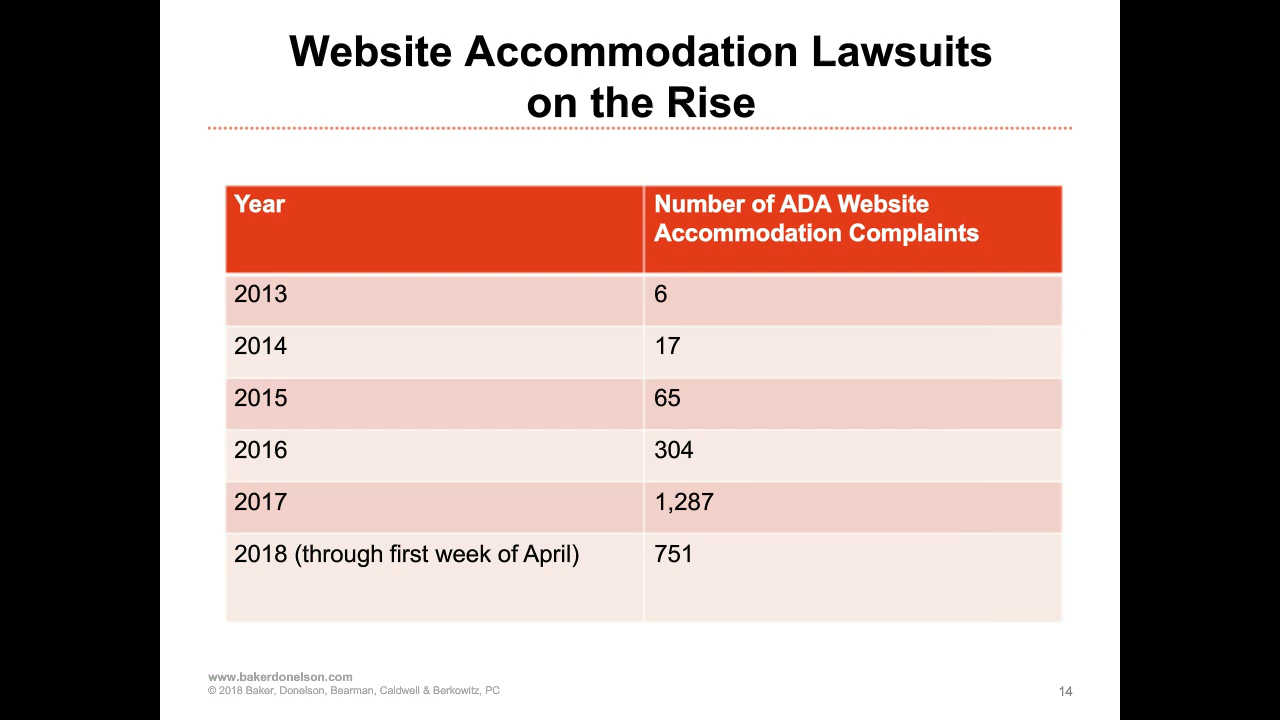 Website Accommodation Lawsuits
on the Rise
Year
Number of ADA Website
Accommodation Complaints
2013 6
2014 17
2015 65
2016 304
2017 1,287
2018 (through first week of April) 751
www.bakerdonelson.com
© 2018 Baker, Donelson, Bearman, Caldwell & Berkowitz, PC
14